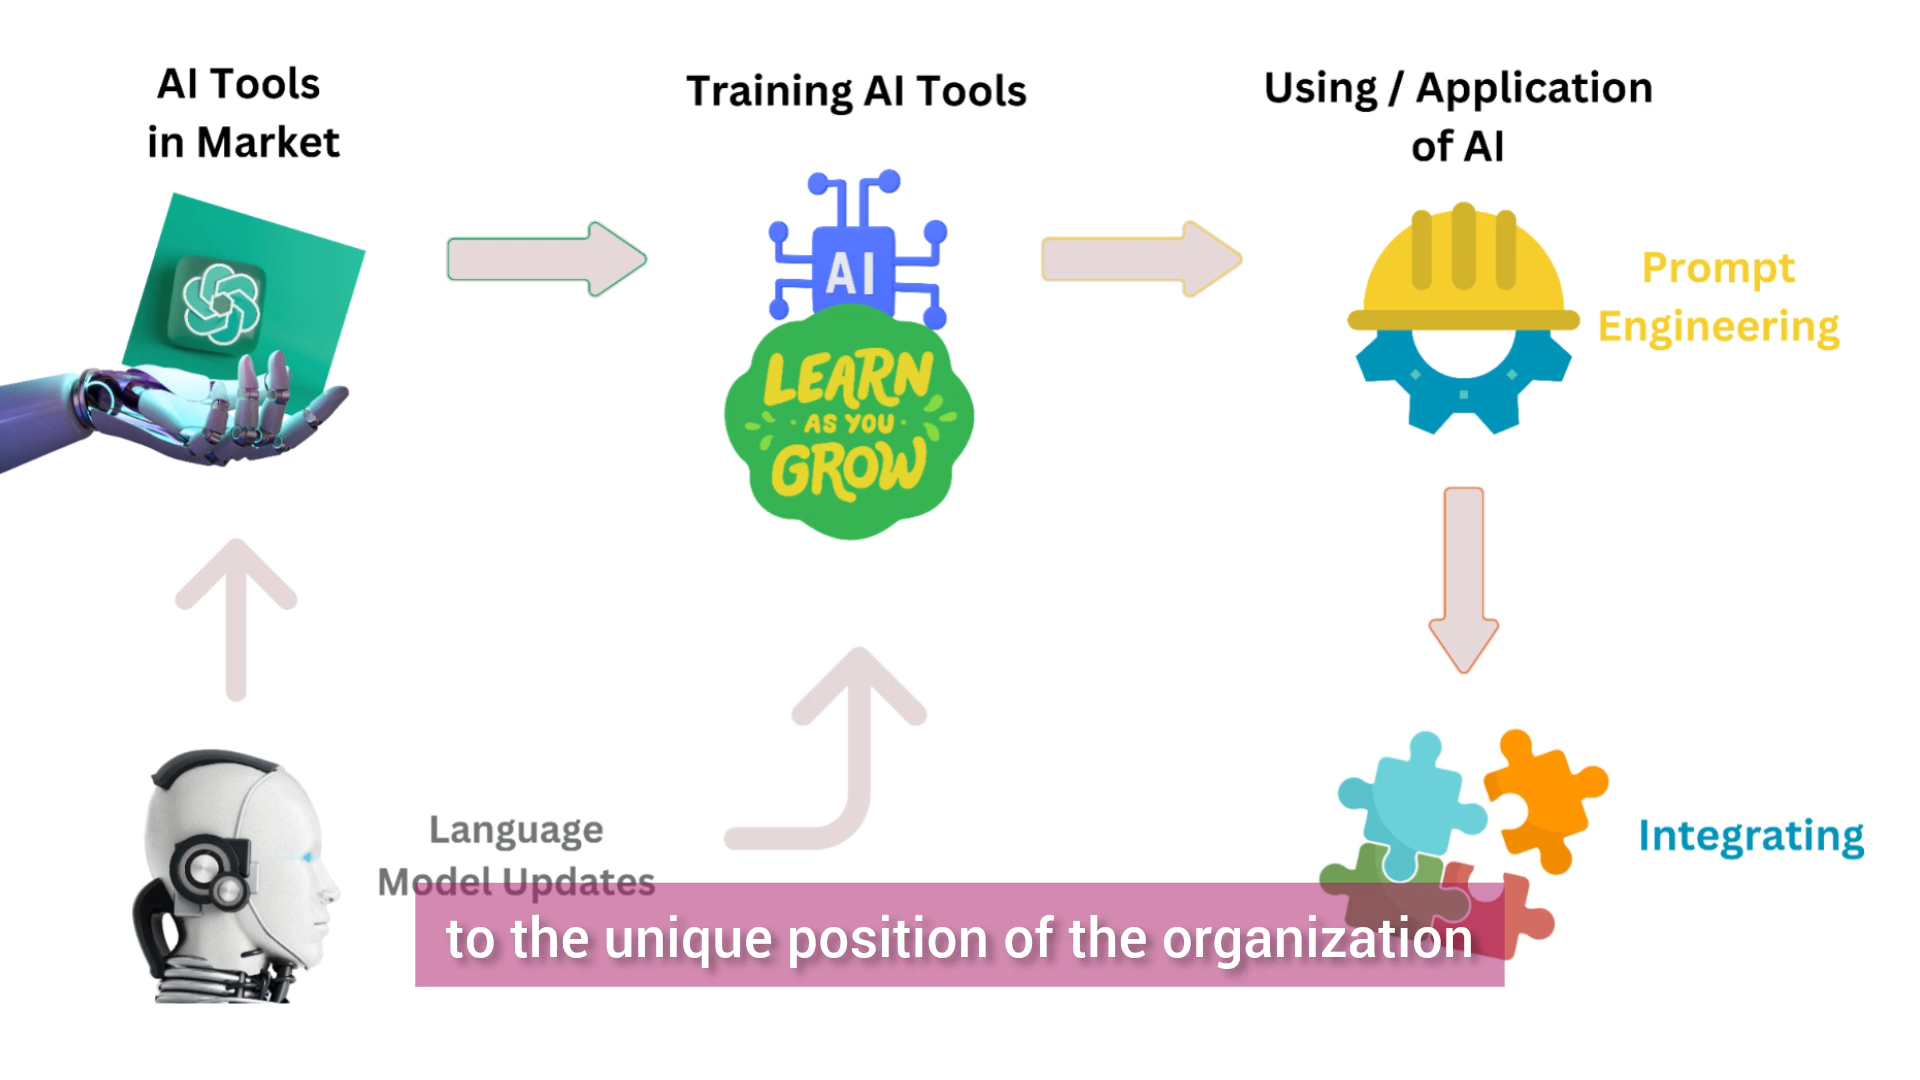 AI Tools
in Market
Training AI Tools
Using / Application
of AI
AI
LEARN
AS YOU
GROW
Prompt
Engineering
Language
Model Updates
Integrating
to the unique position of the organization